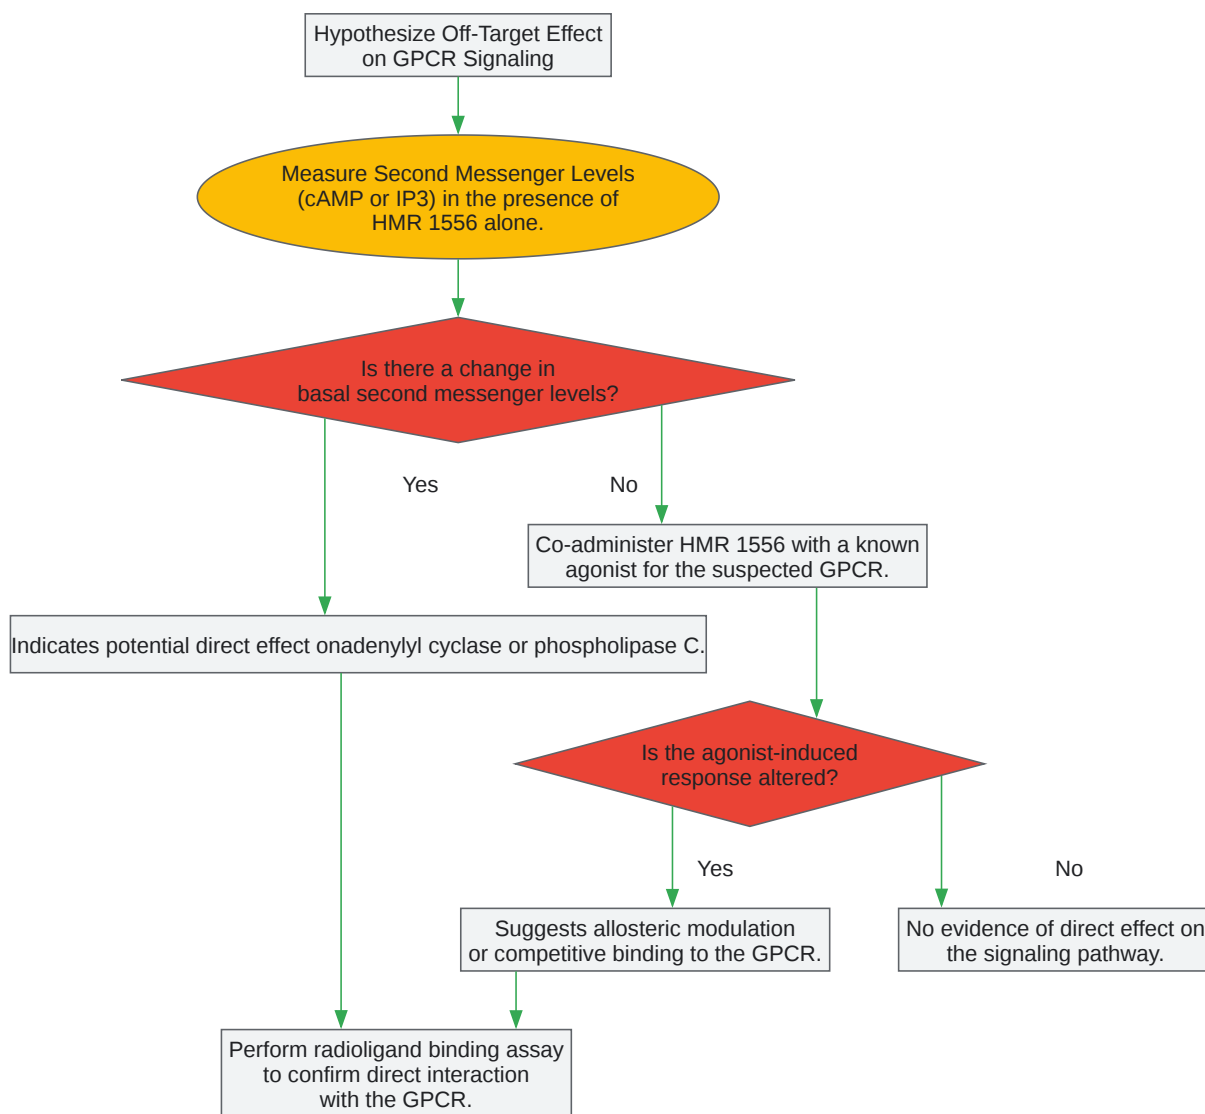 Hypothesize Off-Target Effect
on GPCR Signaling
Measure Second Messenger Levels
(cAMP or IP3) in the presence of
HMR 1556 alone.
Is there a change in
basal second messenger levels?
Yes
No
Co-administer HMR 1556 with a known
agonist for the suspected GPCR.
Indicates potential direct effect onadenylyl cyclase or phospholipase C.
Is the agonist-induced
response altered?
Yes
No
Suggests allosteric modulation
or competitive binding to the GPCR.
No evidence of direct effect on
the signaling pathway.
Perform radioligand binding assay
to confirm direct interaction
with the GPCR.